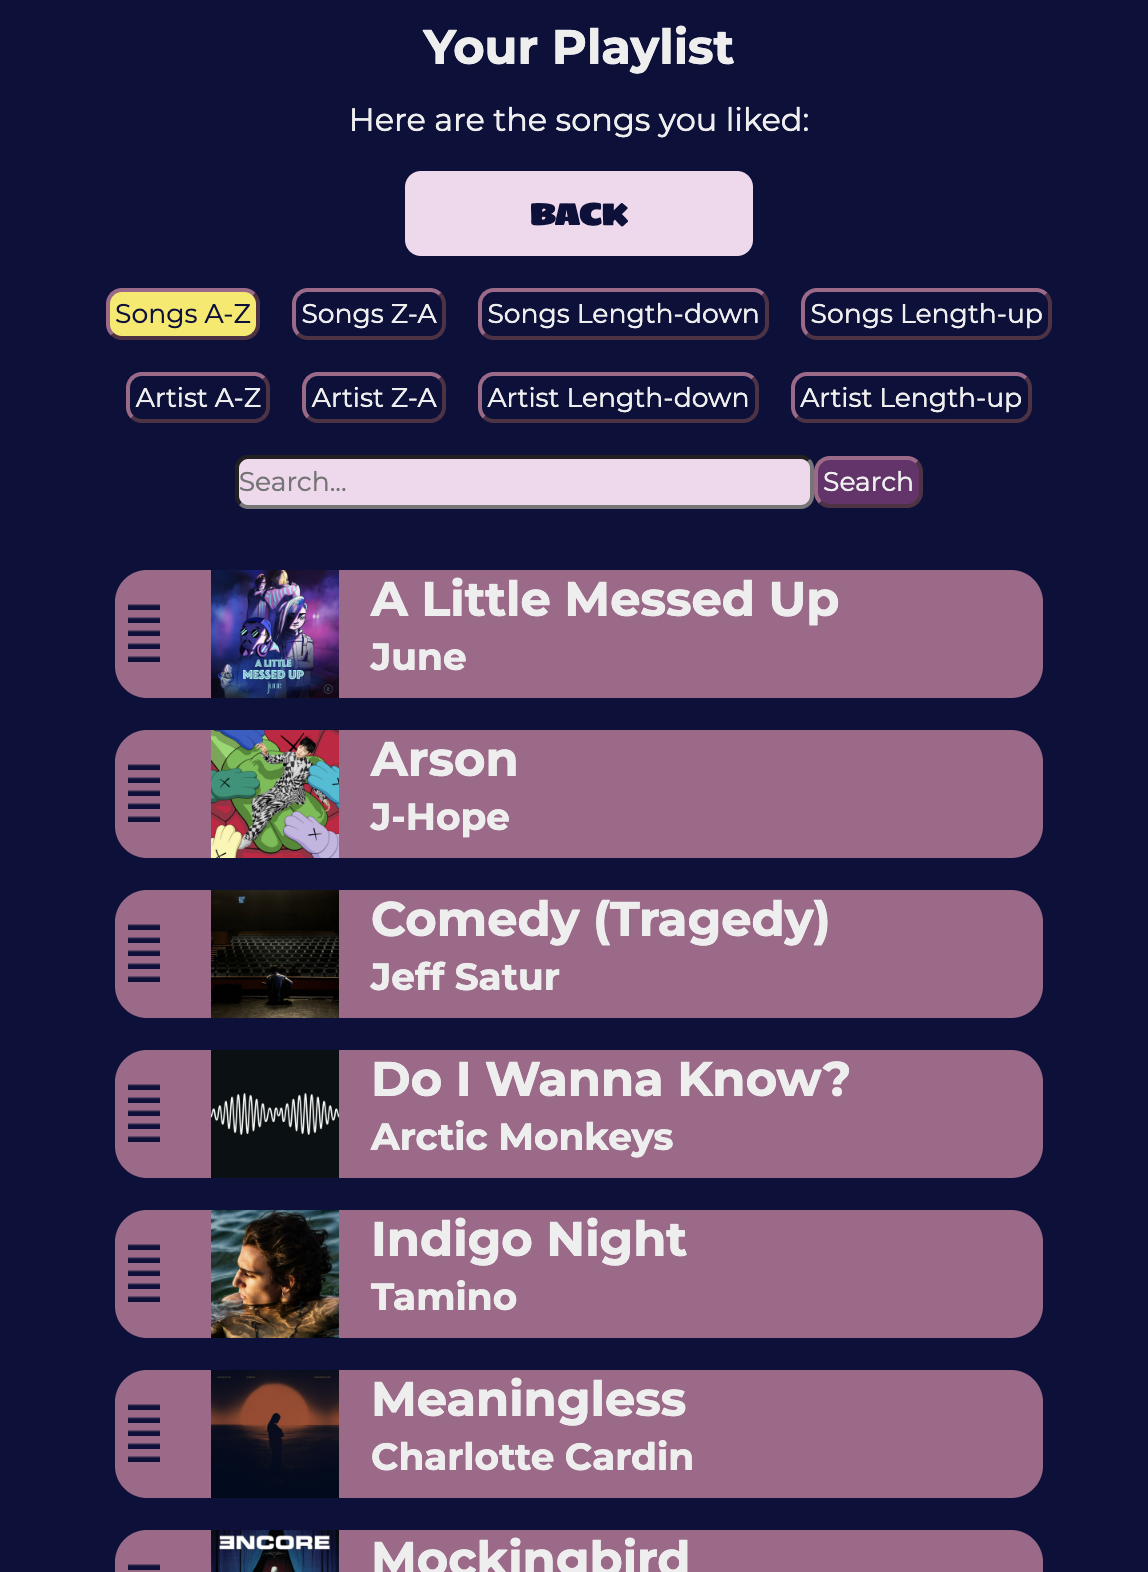 Your Playlist
Here are the songs you liked:
BACK
Songs A-Z Songs Z-A Songs Length-down Songs Length-up
Artist A-Z Artist Z-A Artist Length-down Artist Length-up
Search... Search
A Little Messed Up
June
A LITTLE
MESSED UP
Arson
J-Hope
Comedy (Tragedy)
Jeff Satur
Do I Wanna Know?
Arctic Monkeys
Indigo Night
Tamino
Meaningless
Charlotte Cardin
ƎNCORE
Mockingbird